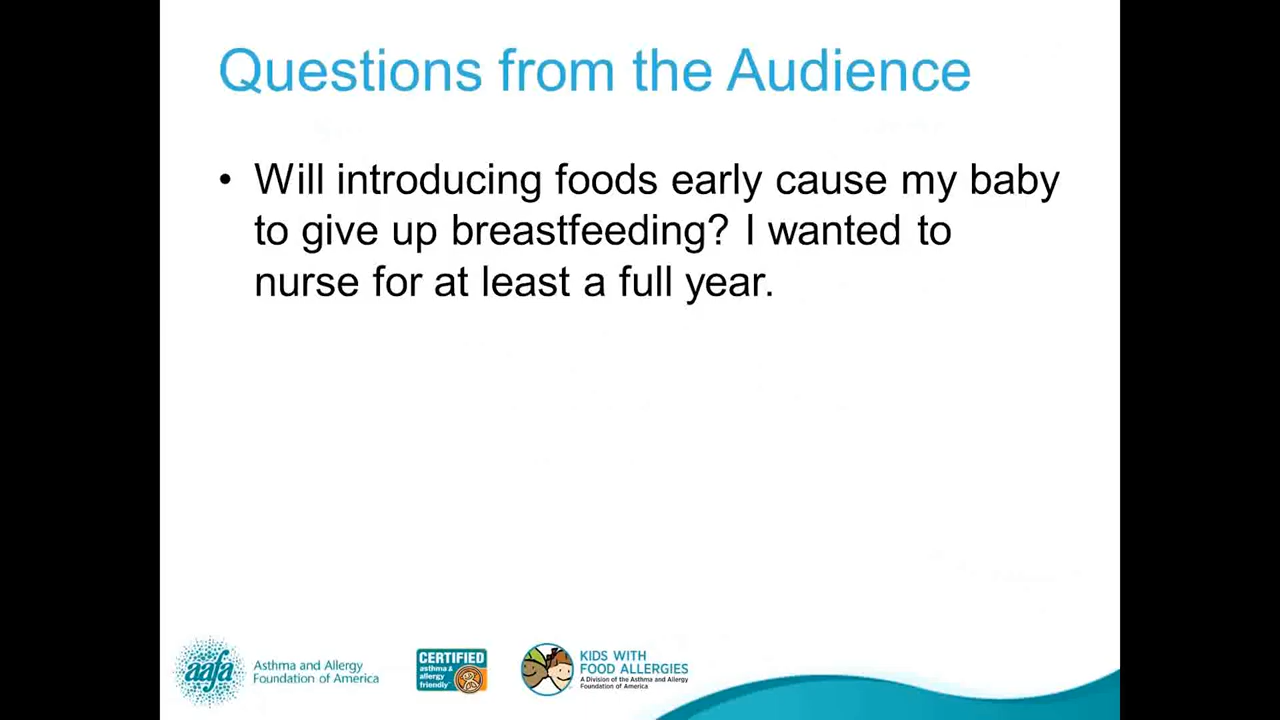 Questions from the Audience
• Will introducing foods early cause my baby
to give up breastfeeding? I wanted to
nurse for at least a full year.
aafa
Asthma and Allergy
Foundation of America
CERTIFIED
asthma &
allergy
friendly™
KIDS WITH
FOOD ALLERGIES
A Division of the Asthma and Allergy
Foundation of America